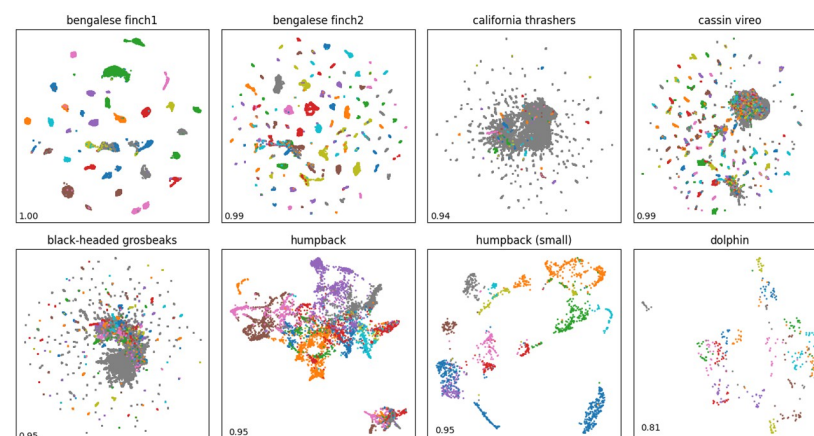 bengalese finch1
bengalese finch2
california thrashers
cassin vireo
1.00
0.99
0.94
0.99
black-headed grosbeaks
humpback
humpback (small)
dolphin
0.95
0.95
0.95
0.81